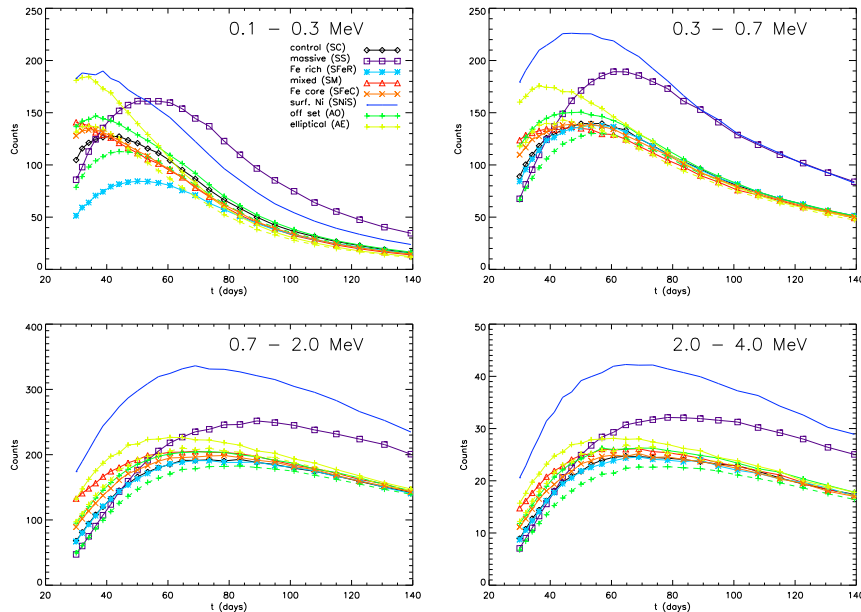 0.1 – 0.3 MeV
control (SC)
massive (SS)
Fe rich (SFeR)
mixed (SM)
Fe core (SFeC)
surf. Ni (SNiS)
off set (AO)
elliptical (AE)
Counts
250
200
150
100
50
0
20 40 60 80 100 120 140
t (days)
0.3 – 0.7 MeV
Counts
250
200
150
100
50
0
20 40 60 80 100 120 140
t (days)
0.7 – 2.0 MeV
Counts
400
300
200
100
0
20 40 60 80 100 120 140
t (days)
2.0 – 4.0 MeV
Counts
50
40
30
20
10
0
20 40 60 80 100 120 140
t (days)